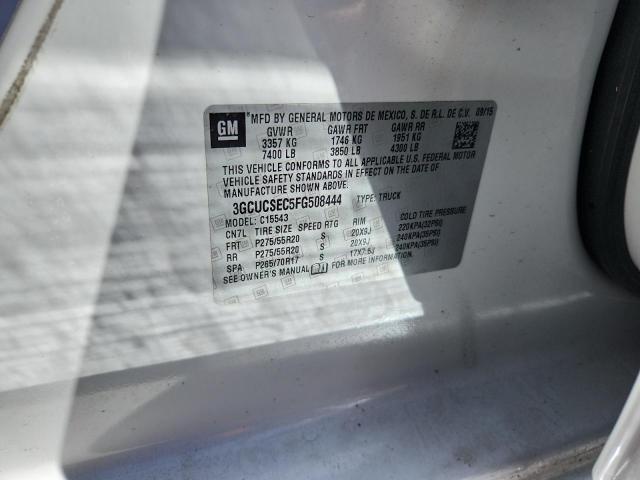 GM
*MFD BY GENERAL MOTORS DE MEXICO, S. DE R.L. DE C.V. 09/15
GVWR GAWR FRT GAWR RR
3357 KG 1746 KG 1951 KG
7400 LB 3850 LB 4300 LB
THIS VEHICLE CONFORMS TO ALL APPLICABLE U.S. FEDERAL MOTOR
VEHICLE SAFETY STANDARDS IN EFFECT ON THE DATE OF
MANUFACTURE SHOWN ABOVE.
3GCUCSEC5FG508444 TYPE: TRUCK
MODEL: C15543
CN7L TIRE SIZE SPEED RTG RIM COLD TIRE PRESSURE
FRT P275/55R20 S 20X9J 220KPA(32PSI)
RR P275/55R20 S 20X9J 240KPA(35PSI)
SPA P265/70R17 S 17X7.5J 240KPA(35PSI)
SEE OWNER'S MANUAL FOR MORE INFORMATION.